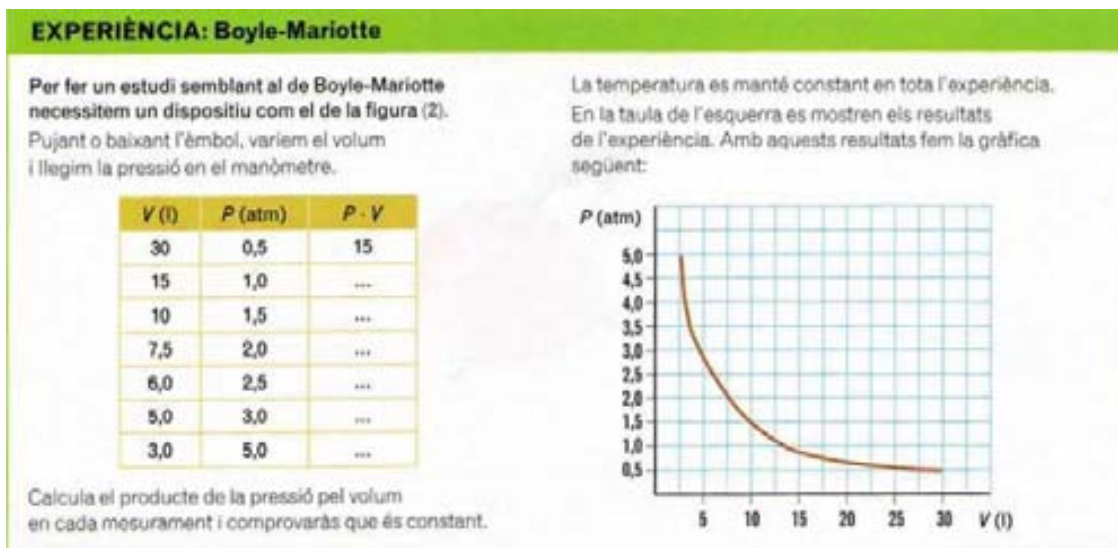 EXPERIÈNCIA: Boyle-Mariotte
Per fer un estudi semblant al de Boyle-Mariotte
necessitem un dispositiu com el de la figura (2).
Pujant o baixant l'èmbol, variem el volum
i llegim la pressió en el manòmetre.
V (l) P (atm) P · V
30 0,5 15
15 1,0 ...
10 1,5 ...
7,5 2,0 ...
6,0 2,5 ...
5,0 3,0 ...
3,0 5,0 ...
Calcula el producte de la pressió pel volum
en cada mesurament i comprovaràs que és constant.
La temperatura es manté constant en tota l'experiència.
En la taula de l'esquerra es mostren els resultats
de l'experiència. Amb aquests resultats fem la gràfica
següent:
P (atm)
5,0
4,5
4,0
3,5
3,0
2,5
2,0
1,5
1,0
0,5
5 10 15 20 25 30 V (l)